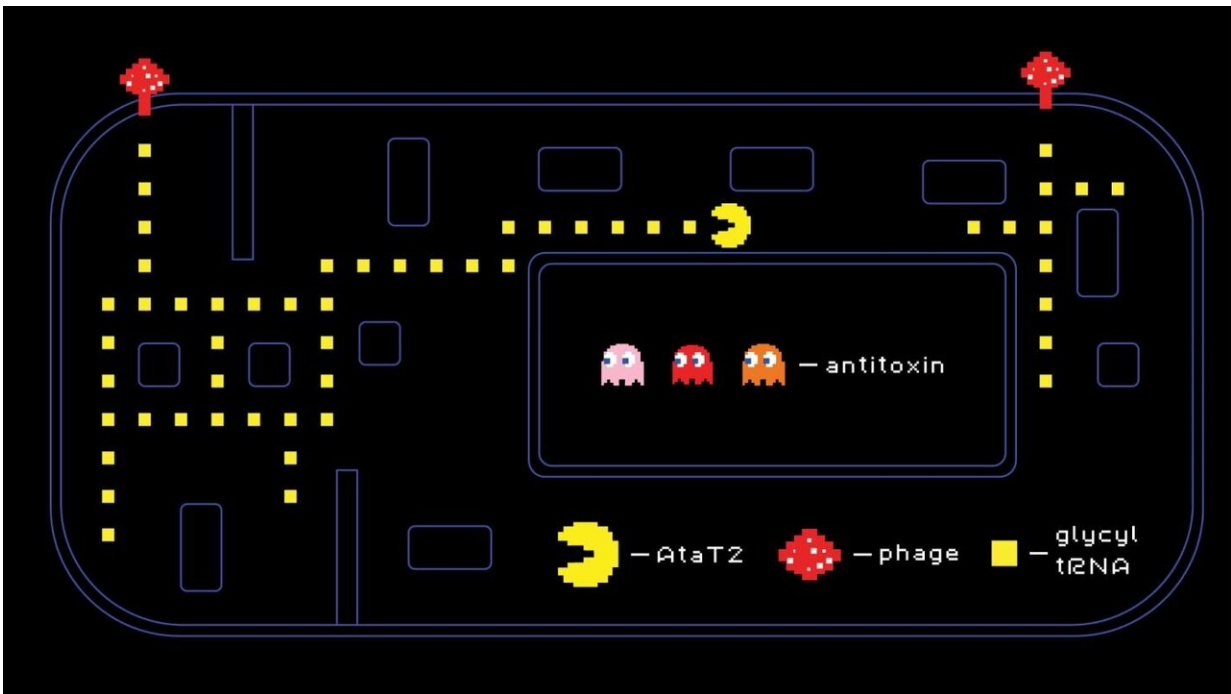 – antitoxin
– AtaT2
– phage
– glycyl
tRNA